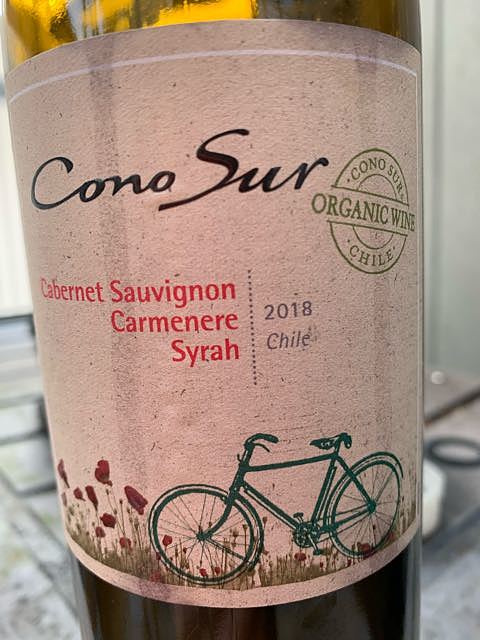 Cono Sur
CONO SUR
ORGANIC WINE
CHILE
Cabernet Sauvignon
Carmenere
Syrah
2018
Chile